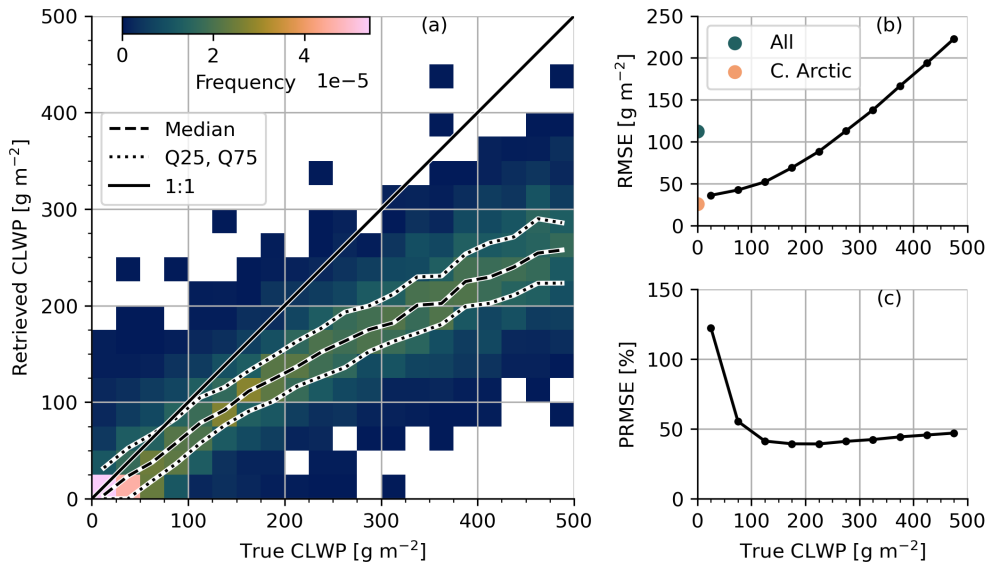 (a)
0 2 4
Frequency 1e−5
Median
Q25, Q75
1:1
500
400
300
200
100
0
Retrieved CLWP [g m⁻²]
0 100 200 300 400 500
True CLWP [g m⁻²]
(b)
All
C. Arctic
250
200
150
100
50
0
RMSE [g m⁻²]
0 100 200 300 400 500
(c)
150
100
50
0
PRMSE [%]
0 100 200 300 400 500
True CLWP [g m⁻²]